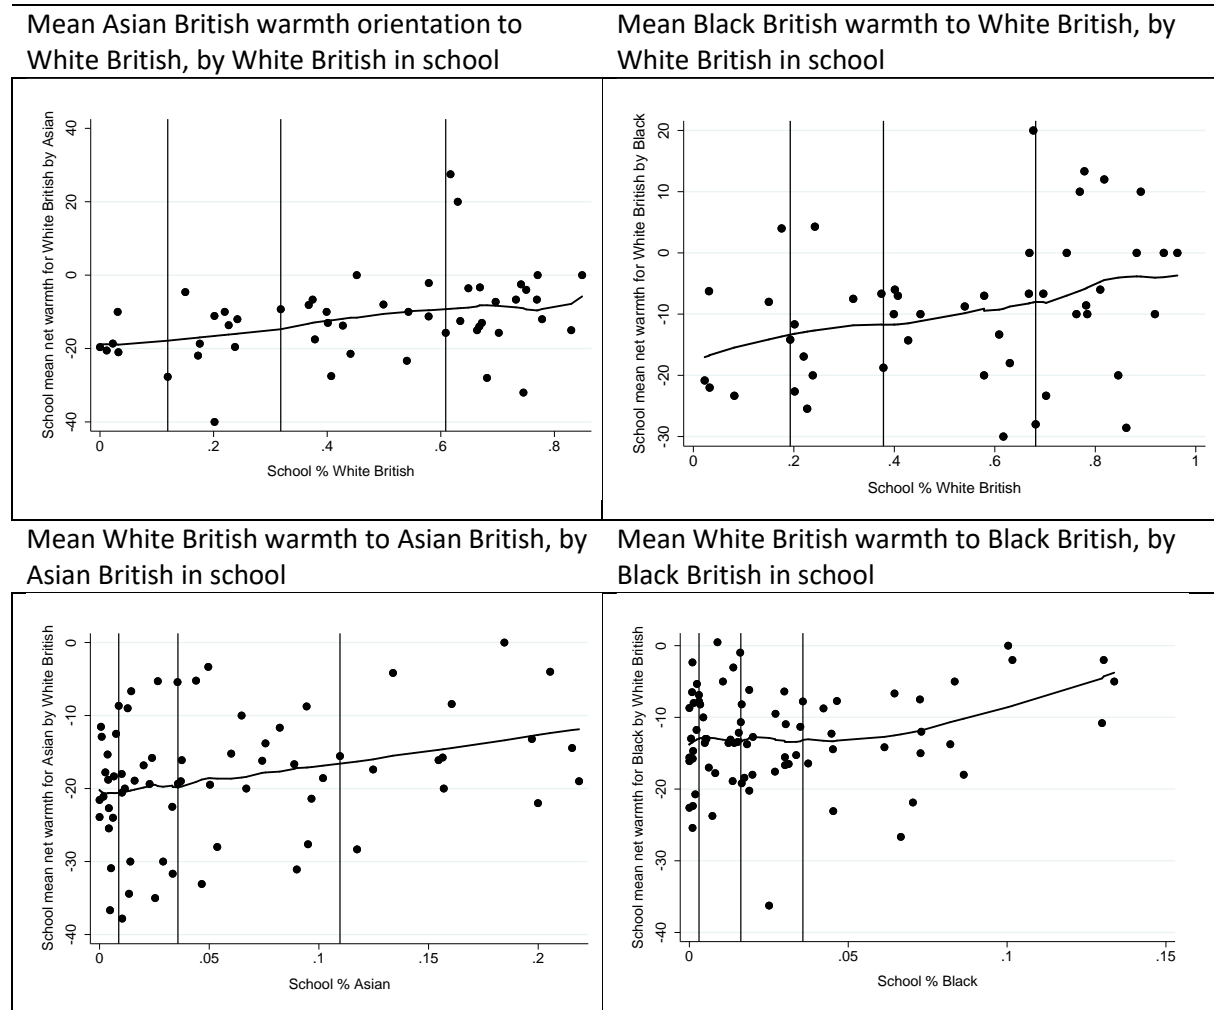 Mean Asian British warmth orientation to
White British, by White British in school
Mean Black British warmth to White British, by
White British in school
School mean net warmth for White British by Asian
40
20
0
-20
-40
0
.2
.4
.6
.8
School % White British
School mean net warmth for White British by Black
20
10
0
-10
-20
-30
0
.2
.4
.6
.8
1
School % White British
Mean White British warmth to Asian British, by
Asian British in school
Mean White British warmth to Black British, by
Black British in school
School mean net warmth for Asian by White British
0
-10
-20
-30
-40
0
.05
.1
.15
.2
School % Asian
School mean net warmth for Black by White British
0
-10
-20
-30
-40
0
.05
.1
.15
School % Black